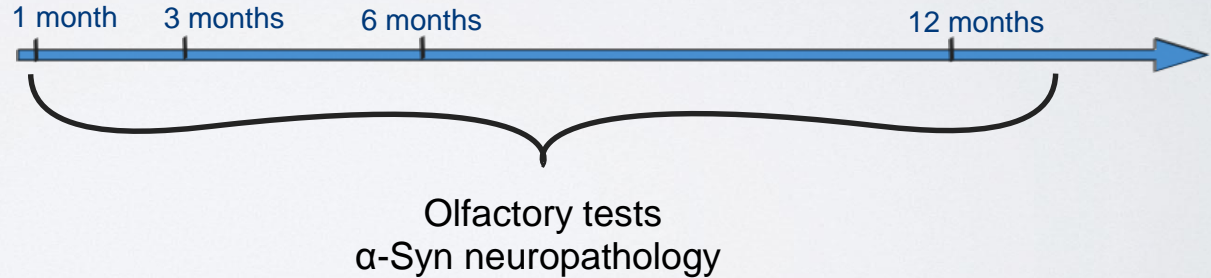 1 month 3 months 6 months 12 months
Olfactory tests
α-Syn neuropathology